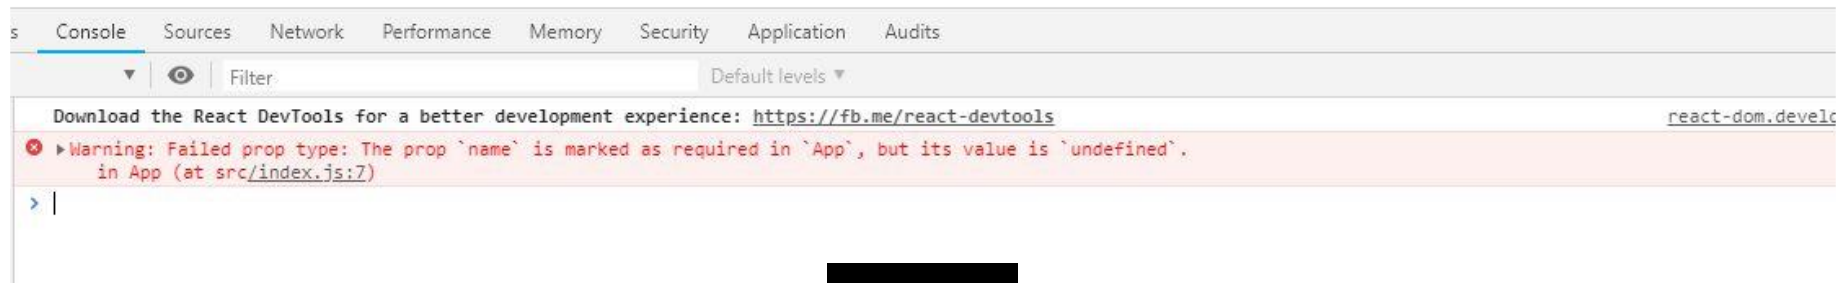 s Console Sources Network Performance Memory Security Application Audits
▼ Filter Default levels ▼
Download the React DevTools for a better development experience: https://fb.me/react-devtools react-dom.develo
▶Warning: Failed prop type: The prop `name` is marked as required in `App`, but its value is `undefined`.
in App (at src/index.js:7)
>